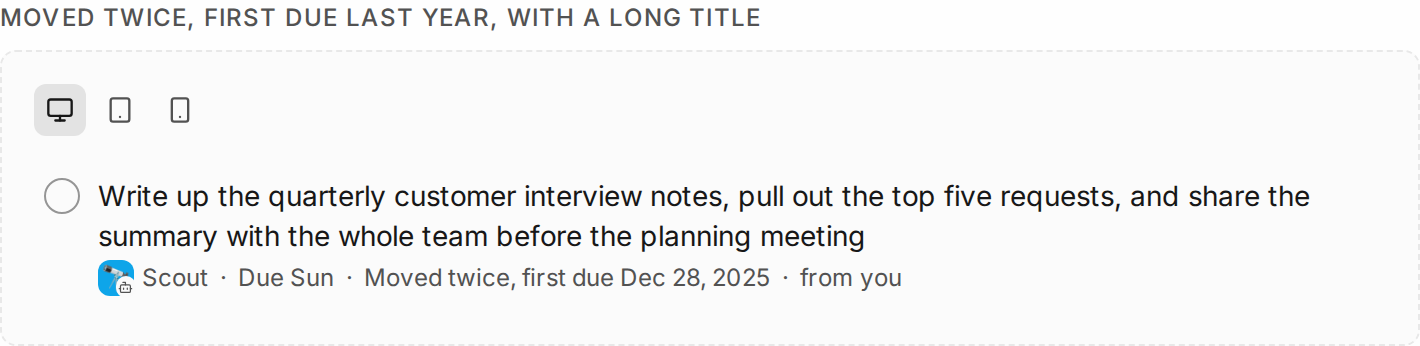 MOVED TWICE, FIRST DUE LAST YEAR, WITH A LONG TITLE
Write up the quarterly customer interview notes, pull out the top five requests, and share the
summary with the whole team before the planning meeting
Scout · Due Sun · Moved twice, first due Dec 28, 2025 · from you